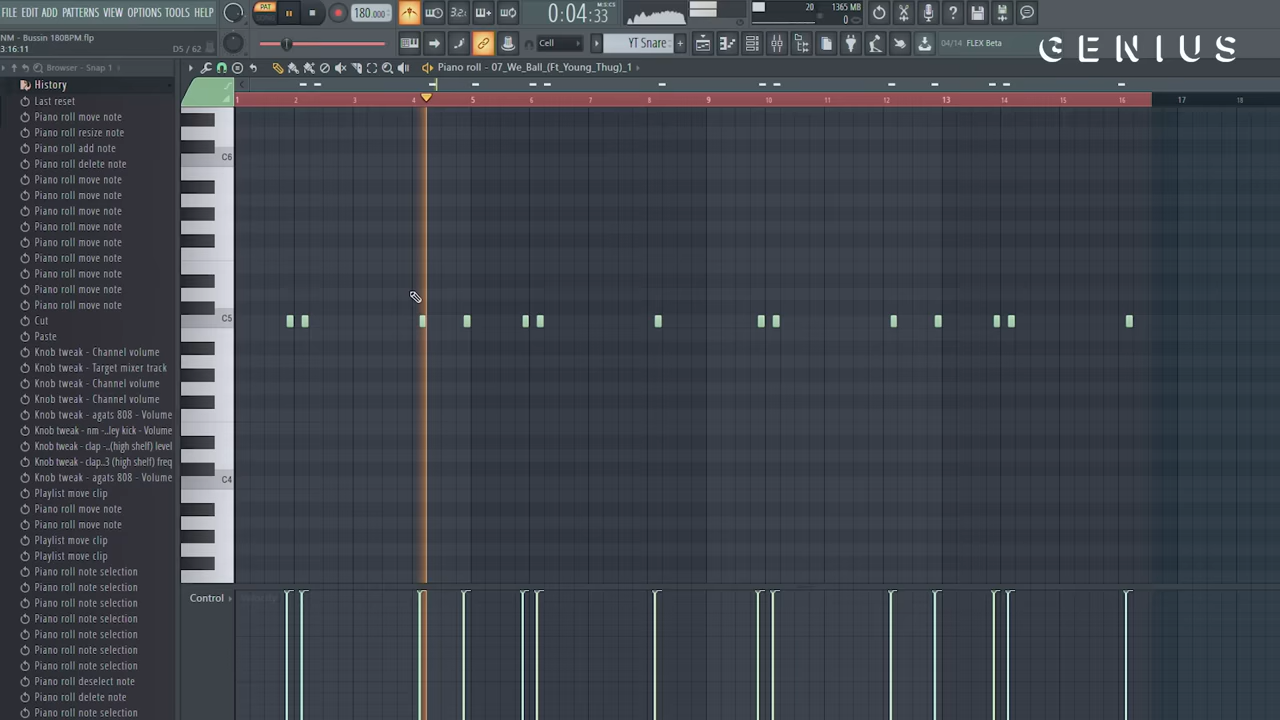 FILE EDIT ADD PATTERNS VIEW OPTIONS TOOLS HELP
PAT
SONG
180.000
3.2.1
0:04:33
M:S:CS
20
1365 MB
0
NM - Bussin 180BPM.flp
3:16:11
D5 / 62
Cell
YT Snare
04/14 FLEX Beta
GENIUS
Browser - Snap 1
Piano roll - 07_We_Ball_(Ft_Young_Thug)_1
History
Last reset
Piano roll move note
Piano roll resize note
Piano roll add note
Piano roll delete note
Piano roll move note
Piano roll move note
Piano roll move note
Piano roll move note
Piano roll move note
Piano roll move note
Piano roll move note
Piano roll move note
Piano roll move note
Cut
Paste
Knob tweak - Channel volume
Knob tweak - Target mixer track
Knob tweak - Channel volume
Knob tweak - Channel volume
Knob tweak - agats 808 - Volume
Knob tweak - nm -..ley kick - Volume
Knob tweak - clap -..(high shelf) level
Knob tweak - clap..3 (high shelf) freq
Knob tweak - agats 808 - Volume
Playlist move clip
Piano roll move note
Piano roll move note
Playlist move clip
Playlist move clip
Piano roll note selection
Piano roll note selection
Piano roll note selection
Piano roll note selection
Piano roll note selection
Piano roll note selection
Piano roll note selection
Piano roll deselect note
Piano roll delete note
Piano roll note selection
1 2 3 4 5 6 7 8 9 10 11 12 13 14 15 16 17 18
C6
C5
C4
Control
Velocity